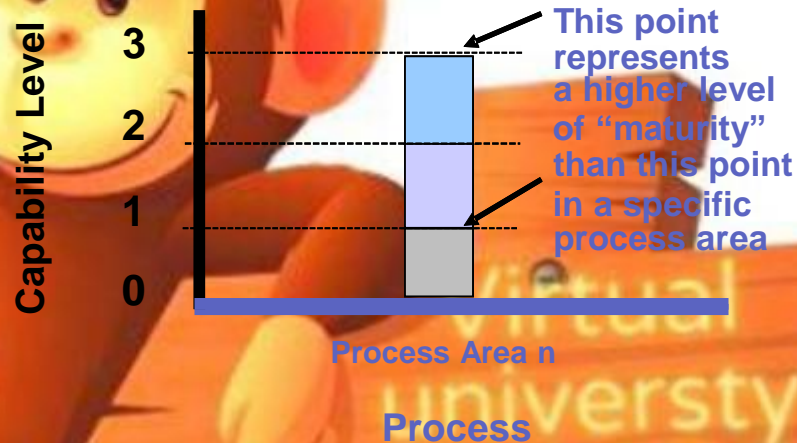 Capability Level
3
2
1
0
This point
represents
a higher level
of “maturity”
than this point
in a specific
process area
Process Area n
Process
Virtual
universty